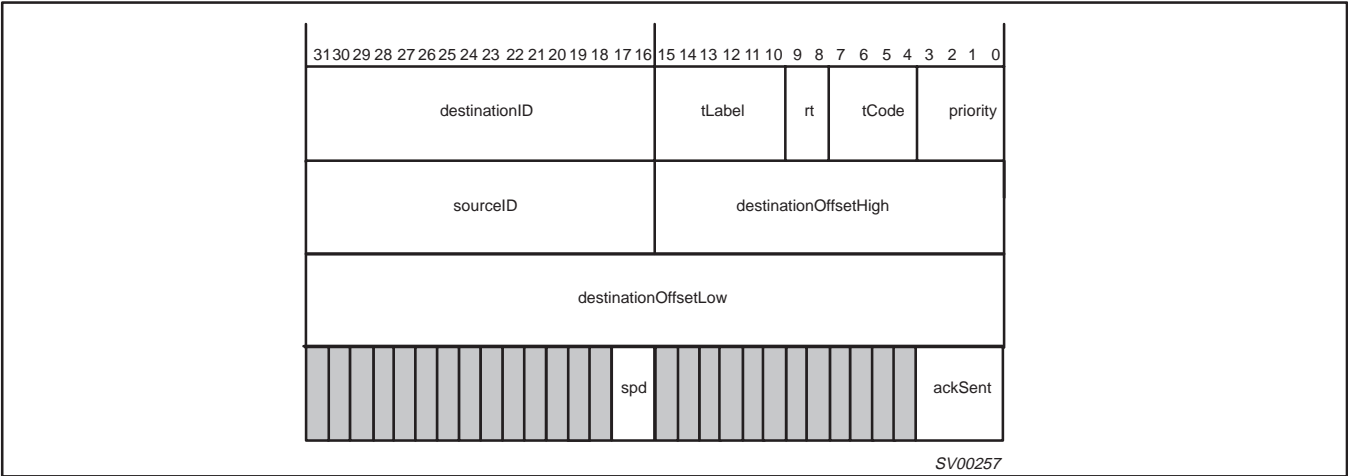 31 30 29 28 27 26 25 24 23 22 21 20 19 18 17 16 15 14 13 12 11 10 9 8 7 6 5 4 3 2 1 0
destinationID tLabel rt tCode priority
sourceID destinationOffsetHigh
destinationOffsetLow
spd ackSent
SV00257